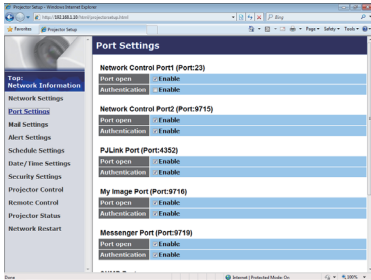 Projector Setup - Windows Internet Explorer
http://192.168.1.10/html/projectorsetup.html
Bing
Favorites Projector Setup
Page Safety Tools
Top:
Network Information
Network Settings
Port Settings
Mail Settings
Alert Settings
Schedule Settings
Date/Time Settings
Security Settings
Projector Control
Remote Control
Projector Status
Network Restart
Port Settings
Network Control Port1 (Port:23)
Port open Enable
Authentication Enable
Network Control Port2 (Port:9715)
Port open Enable
Authentication Enable
PJLink Port (Port:4352)
Port open Enable
Authentication Enable
My Image Port (Port:9716)
Port open Enable
Authentication Enable
Messenger Port (Port:9719)
Port open Enable
Authentication Enable
Done
Internet | Protected Mode: On
100%